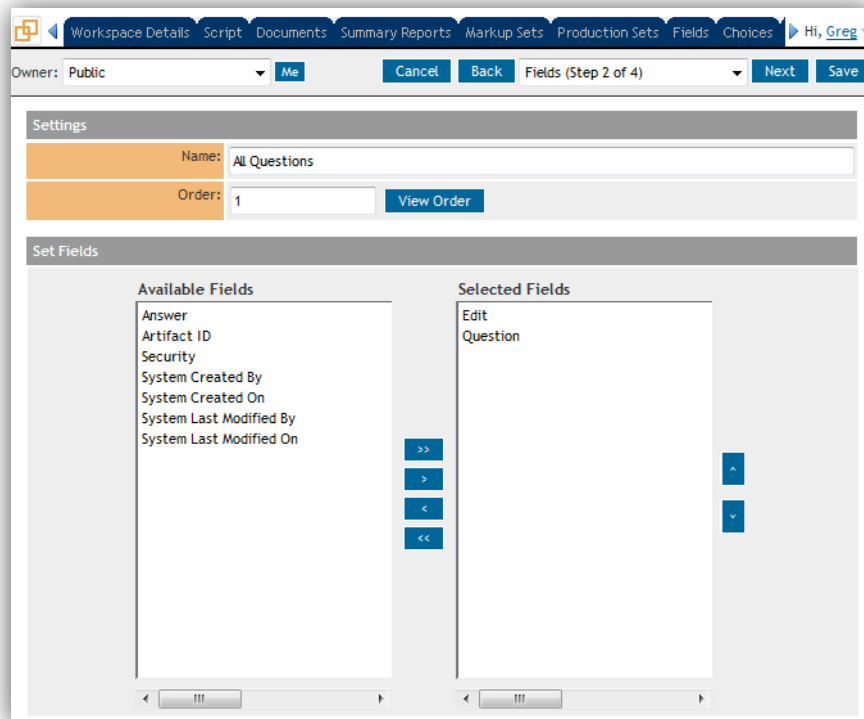 Workspace Details Script Documents Summary Reports Markup Sets Production Sets Fields Choices Hi, Greg
Owner: Public Me Cancel Back Fields (Step 2 of 4) Next Save
Settings
Name: All Questions
Order: 1 View Order
Set Fields
Available Fields Selected Fields
Answer Edit
Artifact ID Question
Security
System Created By
System Created On
System Last Modified By
System Last Modified On
>>
>
<
<<